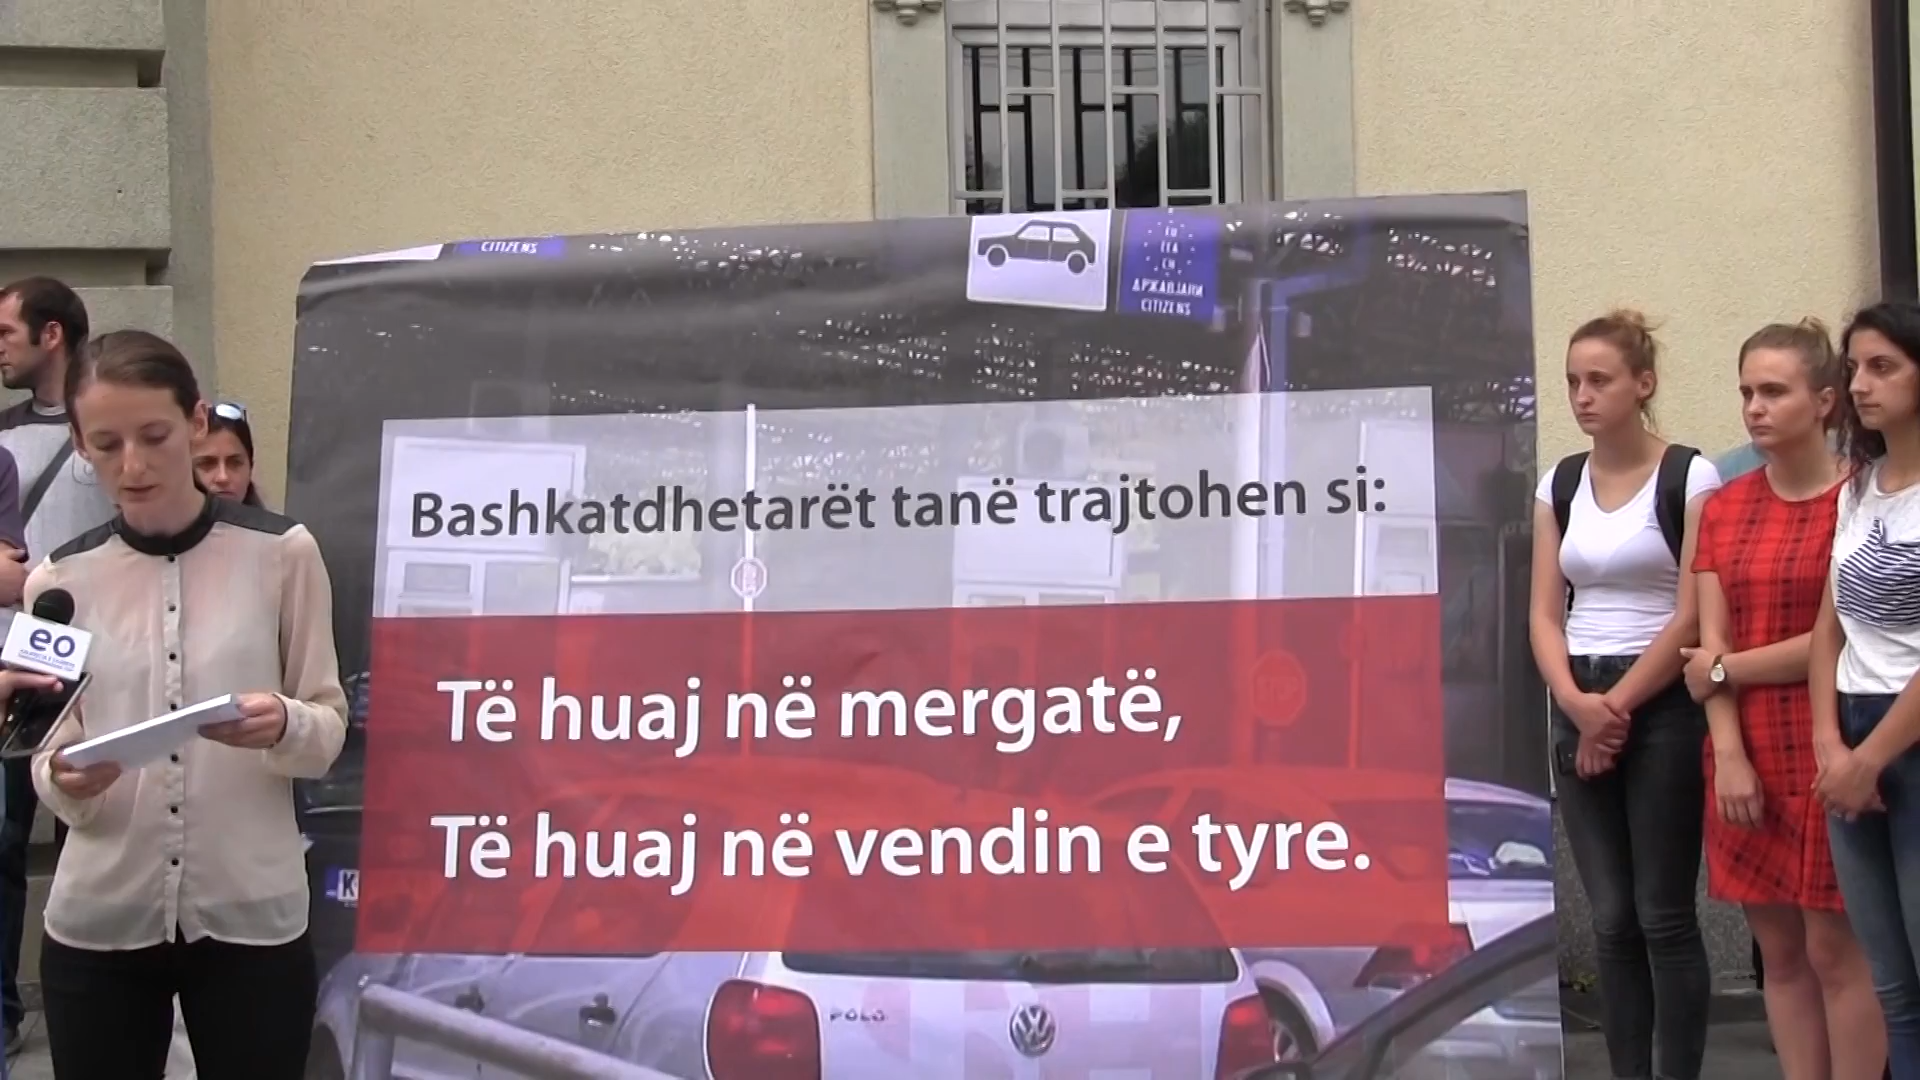 CITIZENS
EU
EEA
CH
ДРЖАВЈАНИ
CITIZENS
Bashkatdhetarët tanë trajtohen si:
Të huaj në mergatë,
Të huaj në vendin e tyre.
eo
K
POLO
STOP